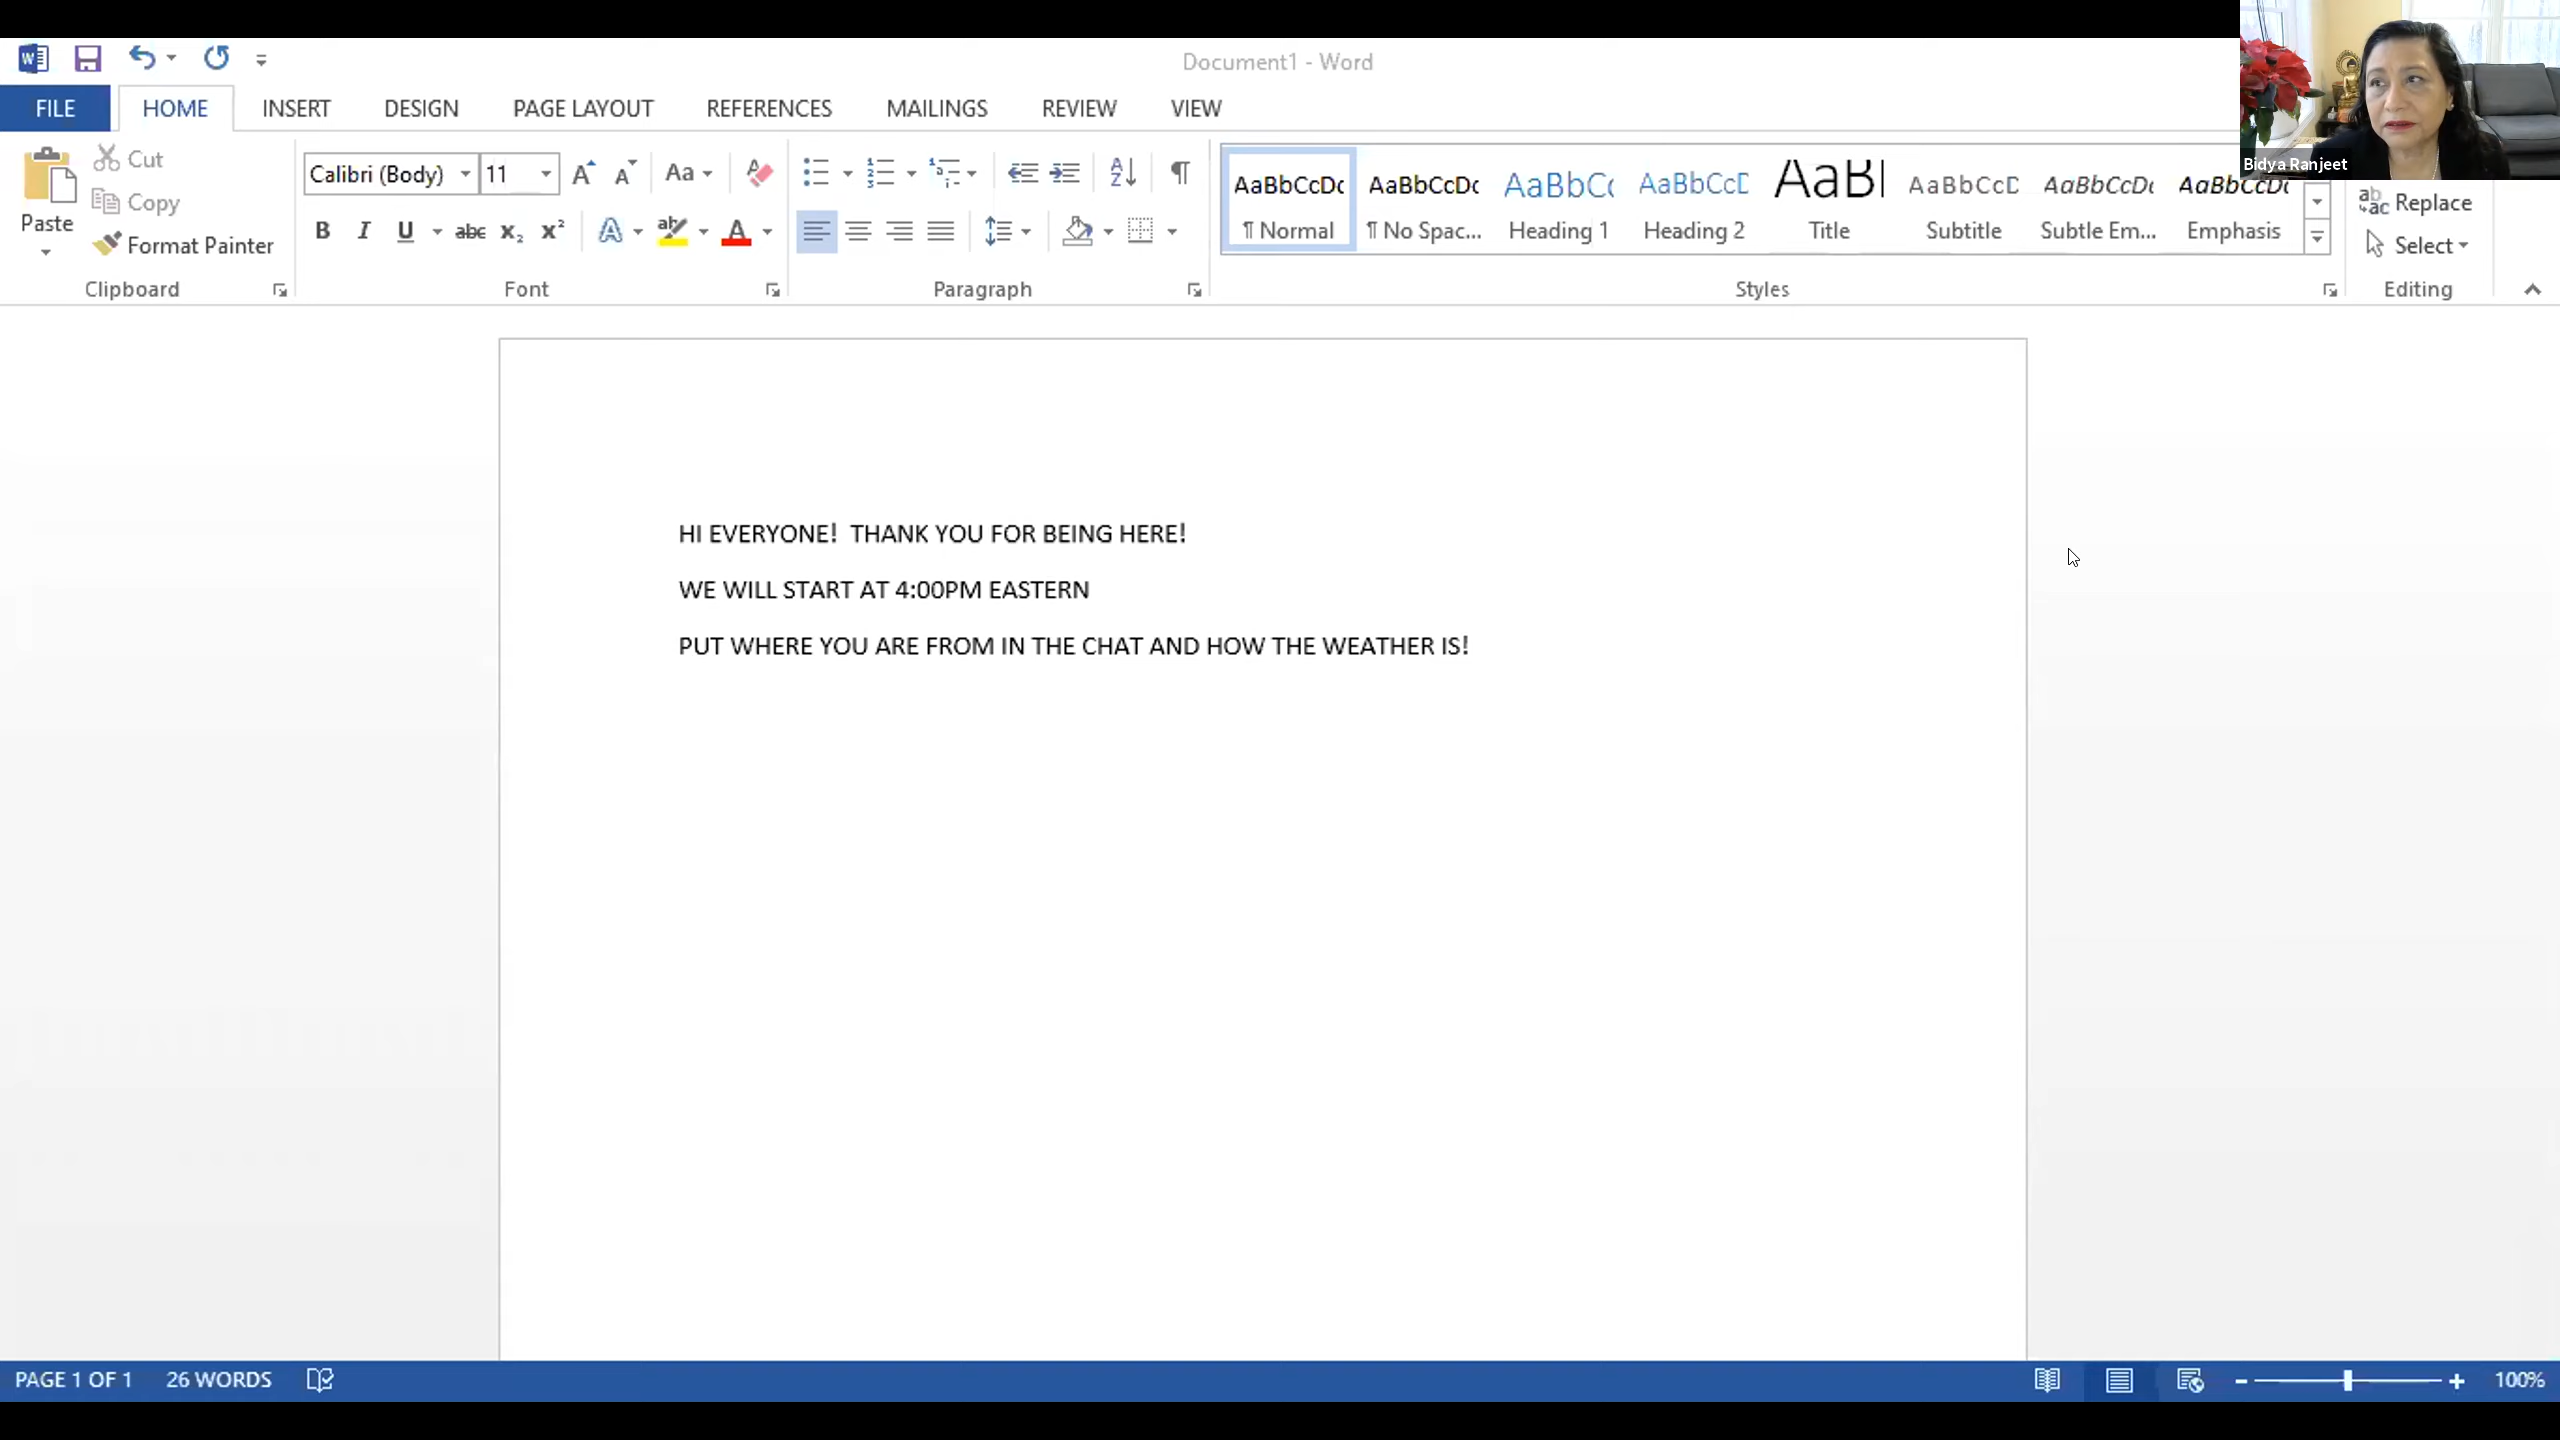 Document1 - Word
FILE HOME INSERT DESIGN PAGE LAYOUT REFERENCES MAILINGS REVIEW VIEW
Bidya Ranjeet
Paste
Cut
Copy
Format Painter
Clipboard
Calibri (Body) 11
Font
Paragraph
AaBbCcDc AaBbCcDc AaBbCc AaBbCcD AaBl AaBbCcD AaBbCcDc AaBbCcDc
¶ Normal ¶ No Spac... Heading 1 Heading 2 Title Subtitle Subtle Em... Emphasis
Styles
Replace
Select
Editing
HI EVERYONE!  THANK YOU FOR BEING HERE!
WE WILL START AT 4:00PM EASTERN
PUT WHERE YOU ARE FROM IN THE CHAT AND HOW THE WEATHER IS!
PAGE 1 OF 1 26 WORDS 100%